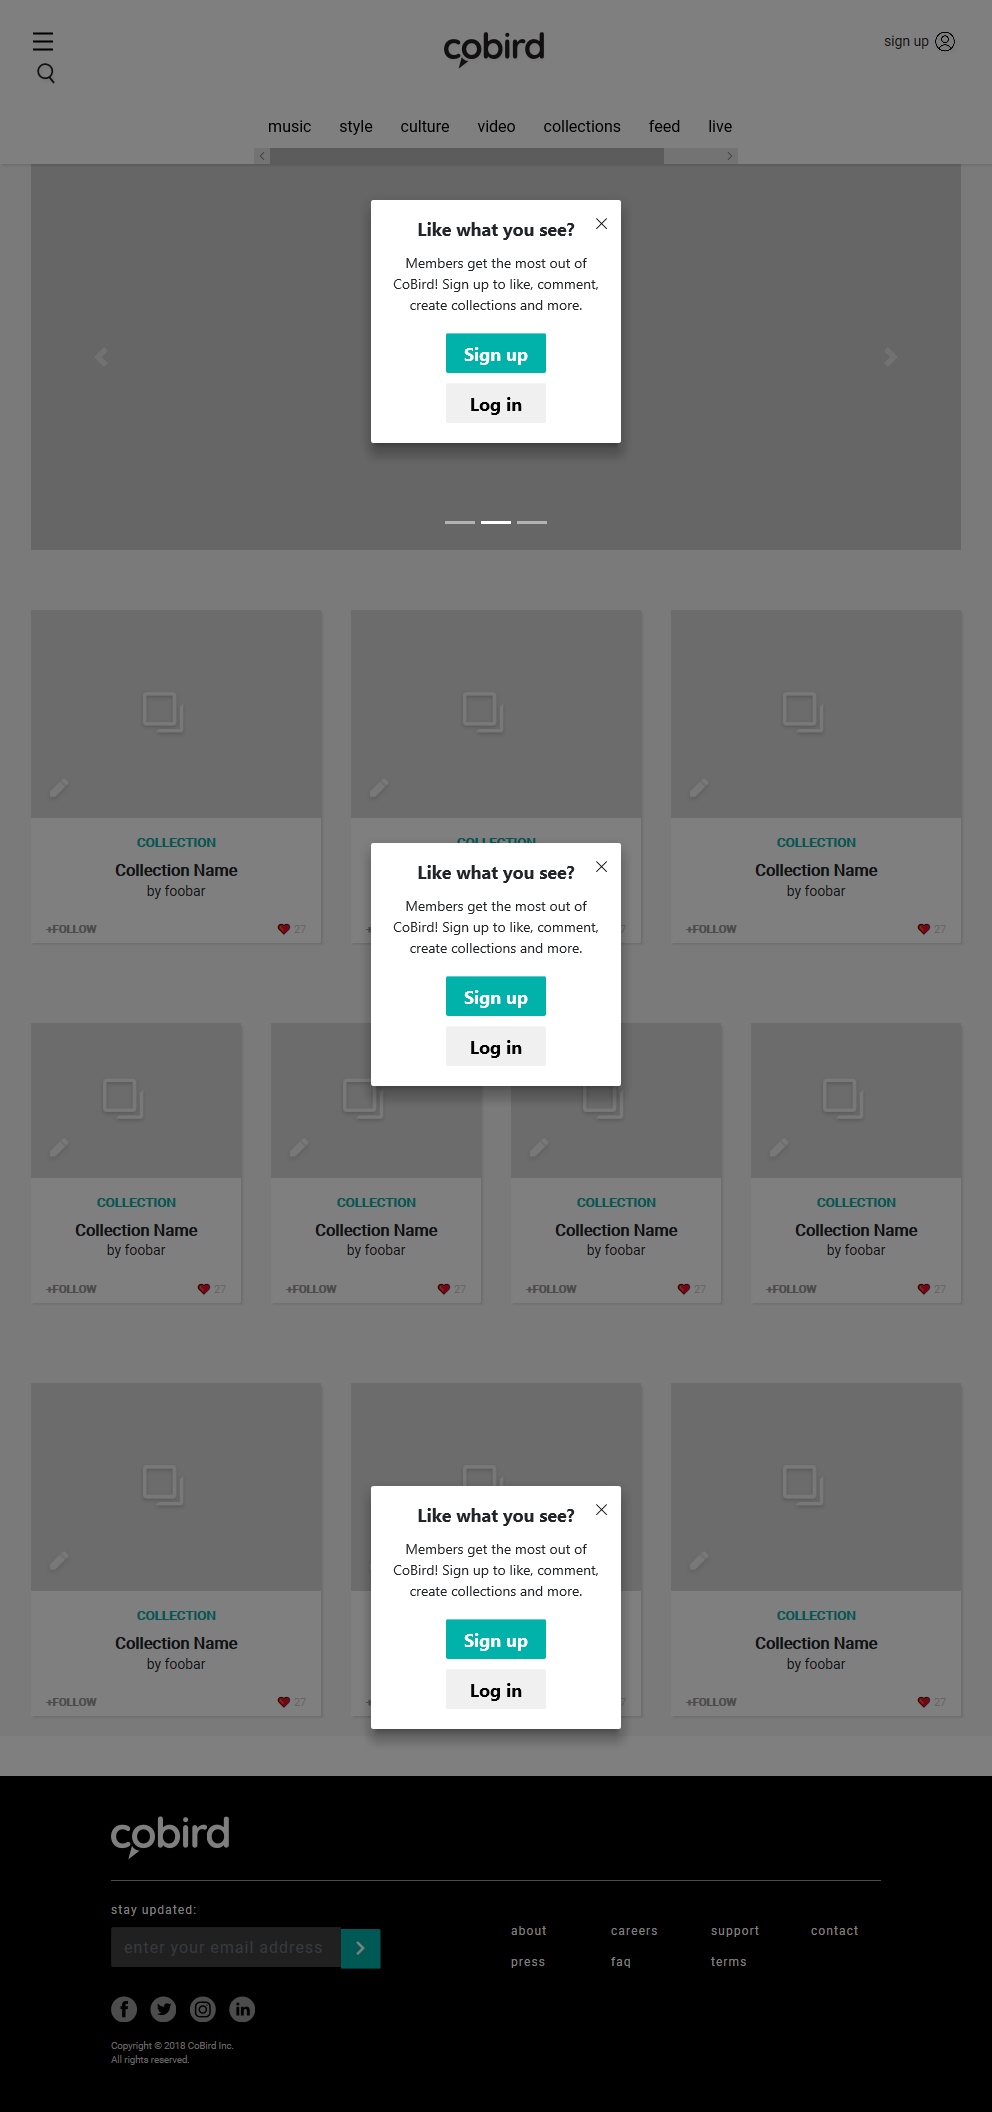 cobird
sign up
music style culture video collections feed live
Like what you see?
Members get the most out of
CoBird! Sign up to like, comment,
create collections and more.
Sign up
Log in
COLLECTION COLLECTION COLLECTION
Collection Name Collection Name
by foobar by foobar
+FOLLOW 27 +FOLLOW 27
Like what you see?
Members get the most out of
CoBird! Sign up to like, comment,
create collections and more.
Sign up
Log in
COLLECTION COLLECTION COLLECTION COLLECTION
Collection Name Collection Name Collection Name Collection Name
by foobar by foobar by foobar by foobar
+FOLLOW 27 +FOLLOW 27 +FOLLOW 27 +FOLLOW 27
Like what you see?
Members get the most out of
CoBird! Sign up to like, comment,
create collections and more.
Sign up
Log in
COLLECTION COLLECTION
Collection Name Collection Name
by foobar by foobar
+FOLLOW 27 +FOLLOW 27
cobird
stay updated:
enter your email address
about careers support contact
press faq terms
Copyright © 2018 CoBird Inc.
All rights reserved.